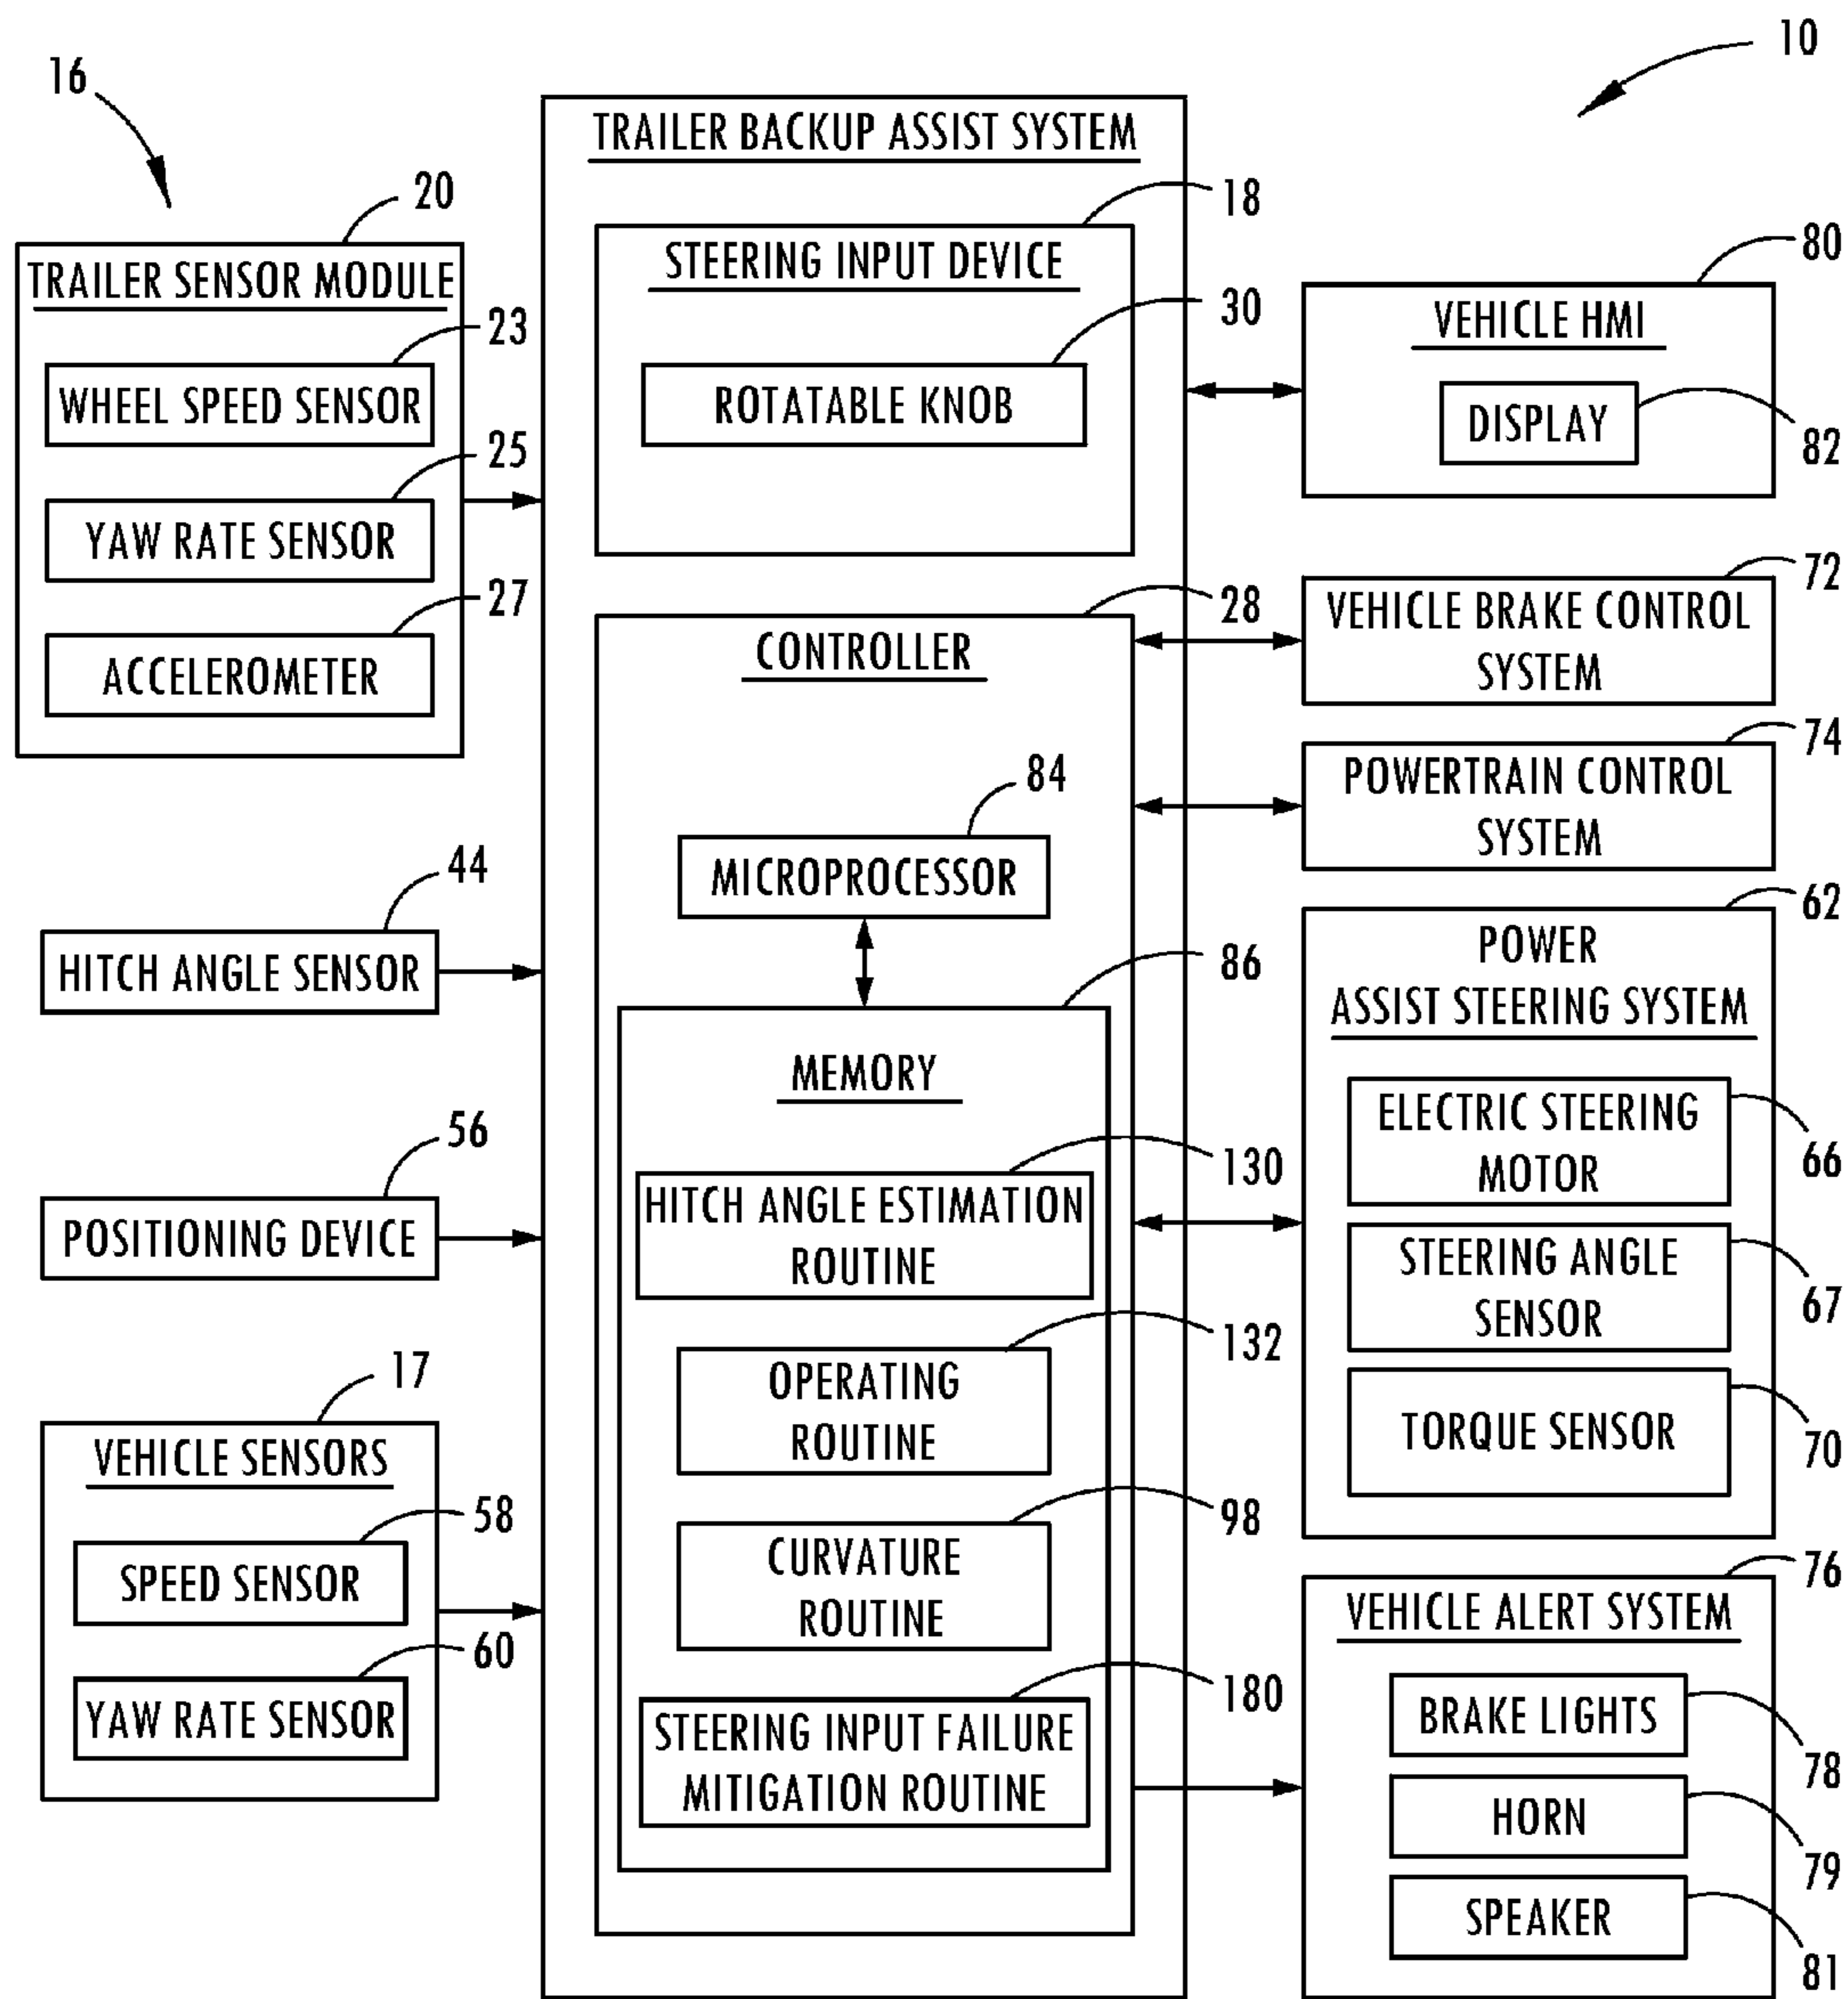 10
16
TRAILER BACKUP ASSIST SYSTEM
20
TRAILER SENSOR MODULE
23
WHEEL SPEED SENSOR
25
YAW RATE SENSOR
27
ACCELEROMETER
44
HITCH ANGLE SENSOR
56
POSITIONING DEVICE
17
VEHICLE SENSORS
58
SPEED SENSOR
60
YAW RATE SENSOR
18
STEERING INPUT DEVICE
30
ROTATABLE KNOB
28
CONTROLLER
84
MICROPROCESSOR
86
MEMORY
130
HITCH ANGLE ESTIMATION
ROUTINE
132
OPERATING
ROUTINE
98
CURVATURE
ROUTINE
180
STEERING INPUT FAILURE
MITIGATION ROUTINE
80
VEHICLE HMI
DISPLAY
82
72
VEHICLE BRAKE CONTROL
SYSTEM
74
POWERTRAIN CONTROL
SYSTEM
62
POWER
ASSIST STEERING SYSTEM
ELECTRIC STEERING
MOTOR
66
STEERING ANGLE
SENSOR
67
TORQUE SENSOR
70
76
VEHICLE ALERT SYSTEM
BRAKE LIGHTS
78
HORN
79
SPEAKER
81